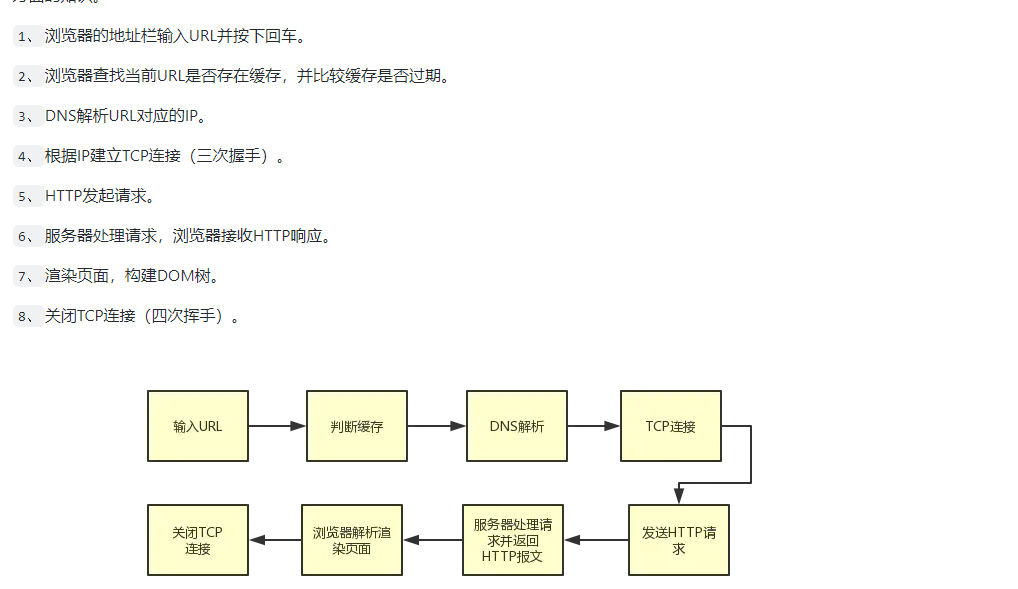 方面的知识。
1、浏览器的地址栏输入URL并按下回车。
2、浏览器查找当前URL是否存在缓存，并比较缓存是否过期。
3、DNS解析URL对应的IP。
4、根据IP建立TCP连接（三次握手）。
5、HTTP发起请求。
6、服务器处理请求，浏览器接收HTTP响应。
7、渲染页面，构建DOM树。
8、关闭TCP连接（四次挥手）。
输入URL
判断缓存
DNS解析
TCP连接
发送HTTP请
求
服务器处理请
求并返回
HTTP报文
浏览器解析渲
染页面
关闭TCP
连接